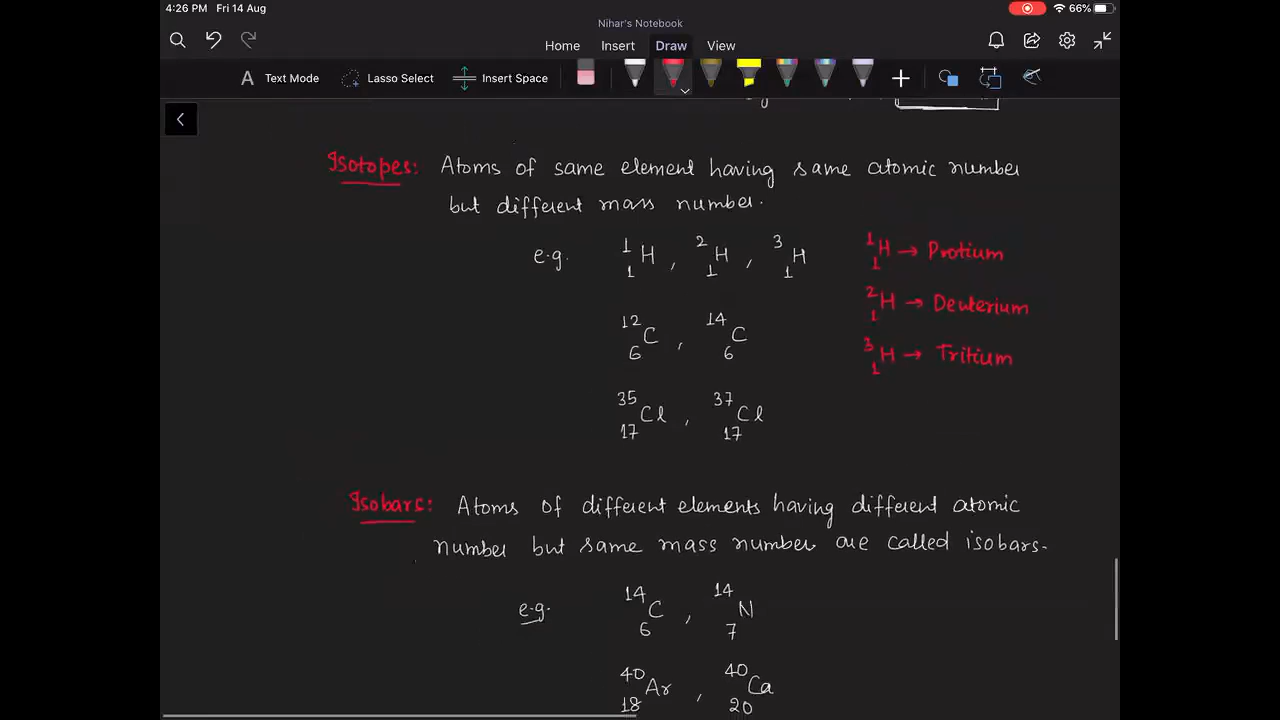 4:26 PM Fri 14 Aug
66%
Nihar's Notebook
Home Insert Draw View
Text Mode Lasso Select Insert Space
Isotopes: Atoms of same element having same atomic number
but different mass number.
e.g. ¹₁H , ²₁H , ³₁H
¹₁H → Protium
²₁H → Deuterium
³₁H → Tritium
¹²₆C , ¹⁴₆C
³⁵₁₇Cl , ³⁷₁₇Cl
Isobars: Atoms of different elements having different atomic
number but same mass number are called isobars.
e.g. ¹⁴₆C , ¹⁴₇N
⁴⁰₁₈Ar , ⁴⁰₂₀Ca